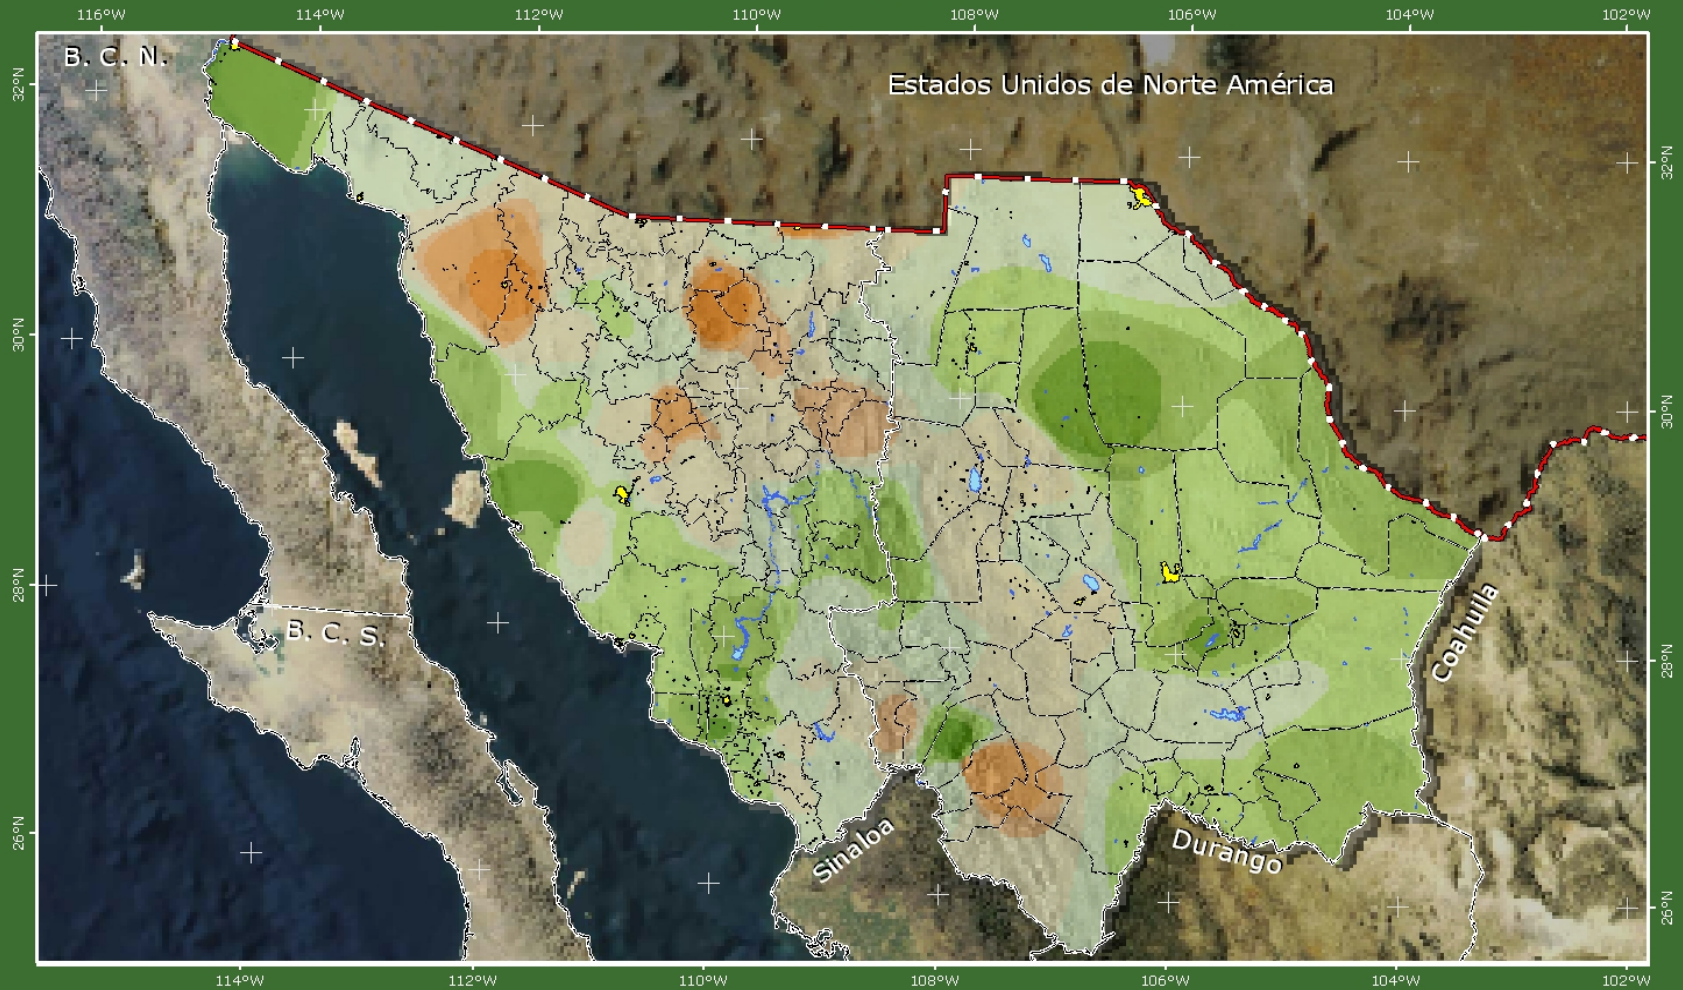 116°W 114°W 112°W 110°W 108°W 106°W 104°W 102°W
B. C. N.
Estados Unidos de Norte América
32°N
32°N
30°N
30°N
28°N
28°N
B. C. S.
Coahuila
26°N
26°N
Sinaloa
Durango
114°W 112°W 110°W 108°W 106°W 104°W 102°W